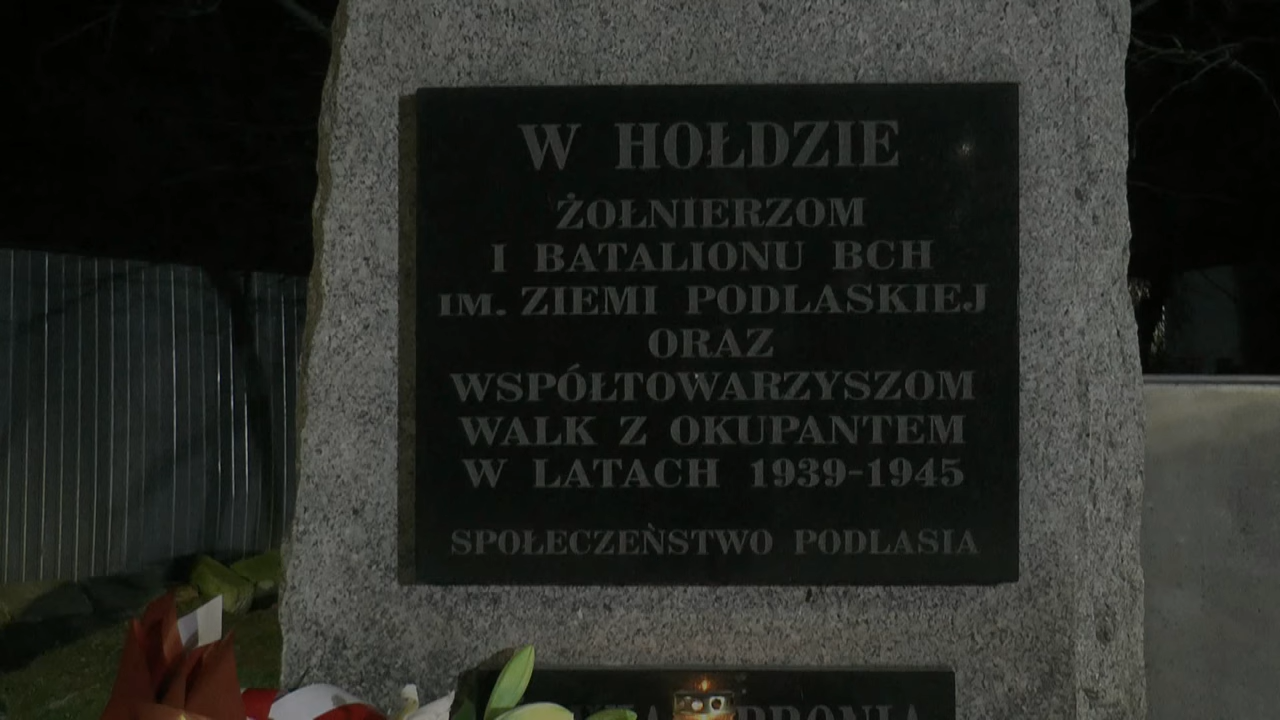 W HOŁDZIE
ŻOŁNIERZOM
I BATALIONU BCH
IM. ZIEMI PODLASKIEJ
ORAZ
WSPÓŁTOWARZYSZOM
WALK Z OKUPANTEM
W LATACH 1939-1945
SPOŁECZEŃSTWO PODLASIA